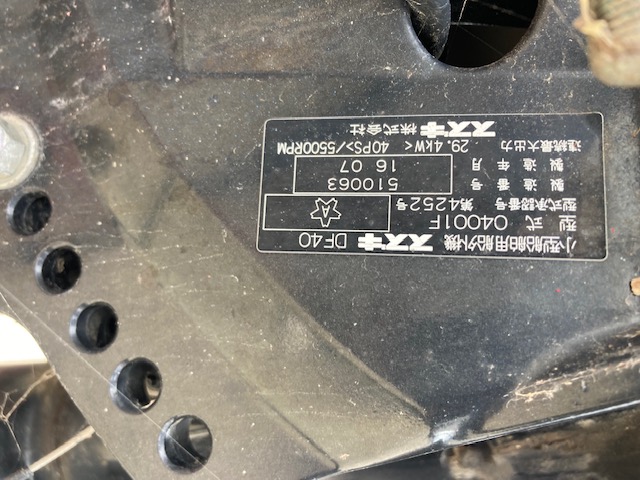 小型船舶用船外機 スズキ DF40
型式 04001F
A
型式承認番号 第4252号
製造番号 510063
製造年月 16 07
連続最大出力 29.4kW< 40PS>/5500RPM
スズキ株式会社